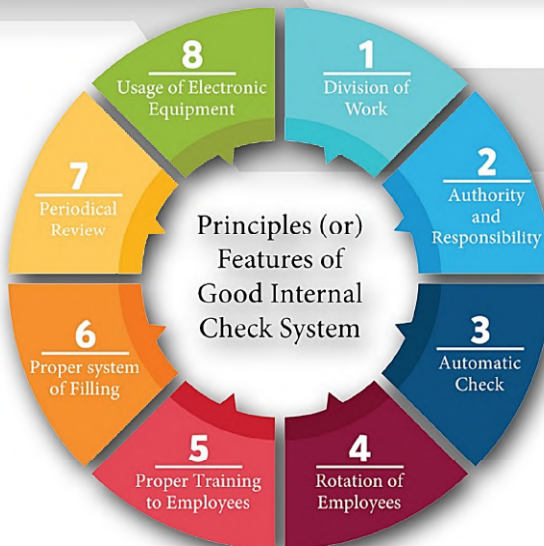 Principles (or)
Features of
Good Internal
Check System
1
Division of
Work
2
Authority
and
Responsibility
3
Automatic
Check
4
Rotation of
Employees
5
Proper Training
to Employees
6
Proper system
of Filling
7
Periodical
Review
8
Usage of Electronic
Equipment